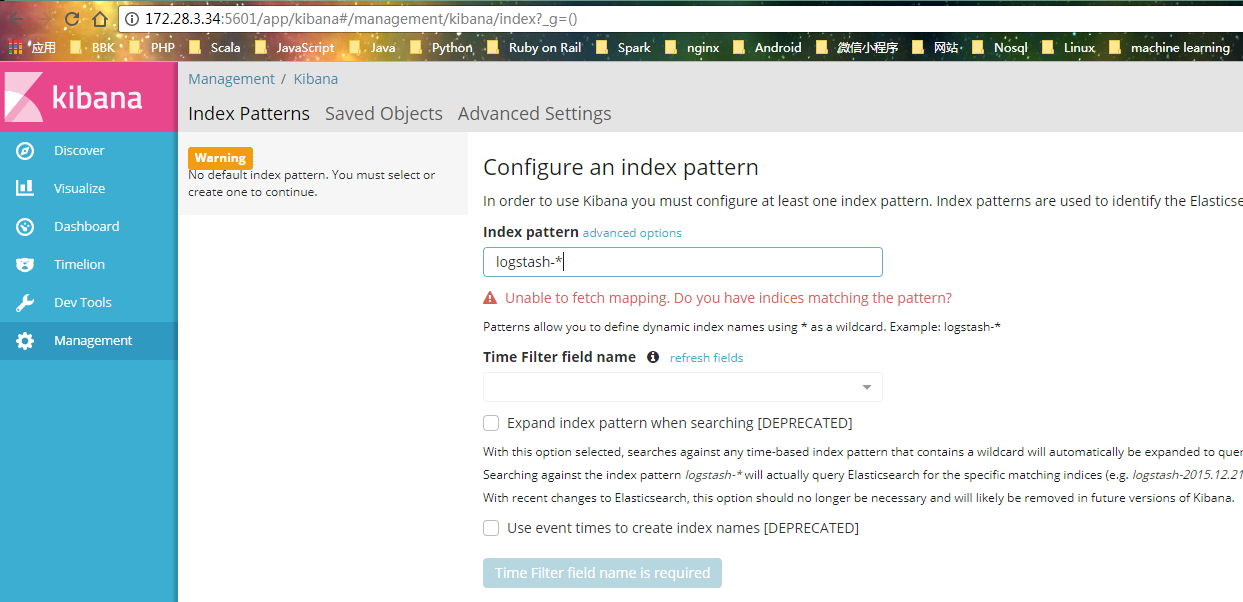 172.28.3.34:5601/app/kibana#/management/kibana/index?_g=()
应用 BBK PHP Scala JavaScript Java Python Ruby on Rail Spark nginx Android 微信小程序 网站 Nosql Linux machine learning
kibana
Management / Kibana
Index Patterns Saved Objects Advanced Settings
Discover
Visualize
Dashboard
Timelion
Dev Tools
Management
Warning
No default index pattern. You must select or
create one to continue.
Configure an index pattern
In order to use Kibana you must configure at least one index pattern. Index patterns are used to identify the Elasticse
Index pattern advanced options
logstash-*
Unable to fetch mapping. Do you have indices matching the pattern?
Patterns allow you to define dynamic index names using * as a wildcard. Example: logstash-*
Time Filter field name refresh fields
Expand index pattern when searching [DEPRECATED]
With this option selected, searches against any time-based index pattern that contains a wildcard will automatically be expanded to quer
Searching against the index pattern logstash-* will actually query Elasticsearch for the specific matching indices (e.g. logstash-2015.12.21
With recent changes to Elasticsearch, this option should no longer be necessary and will likely be removed in future versions of Kibana.
Use event times to create index names [DEPRECATED]
Time Filter field name is required